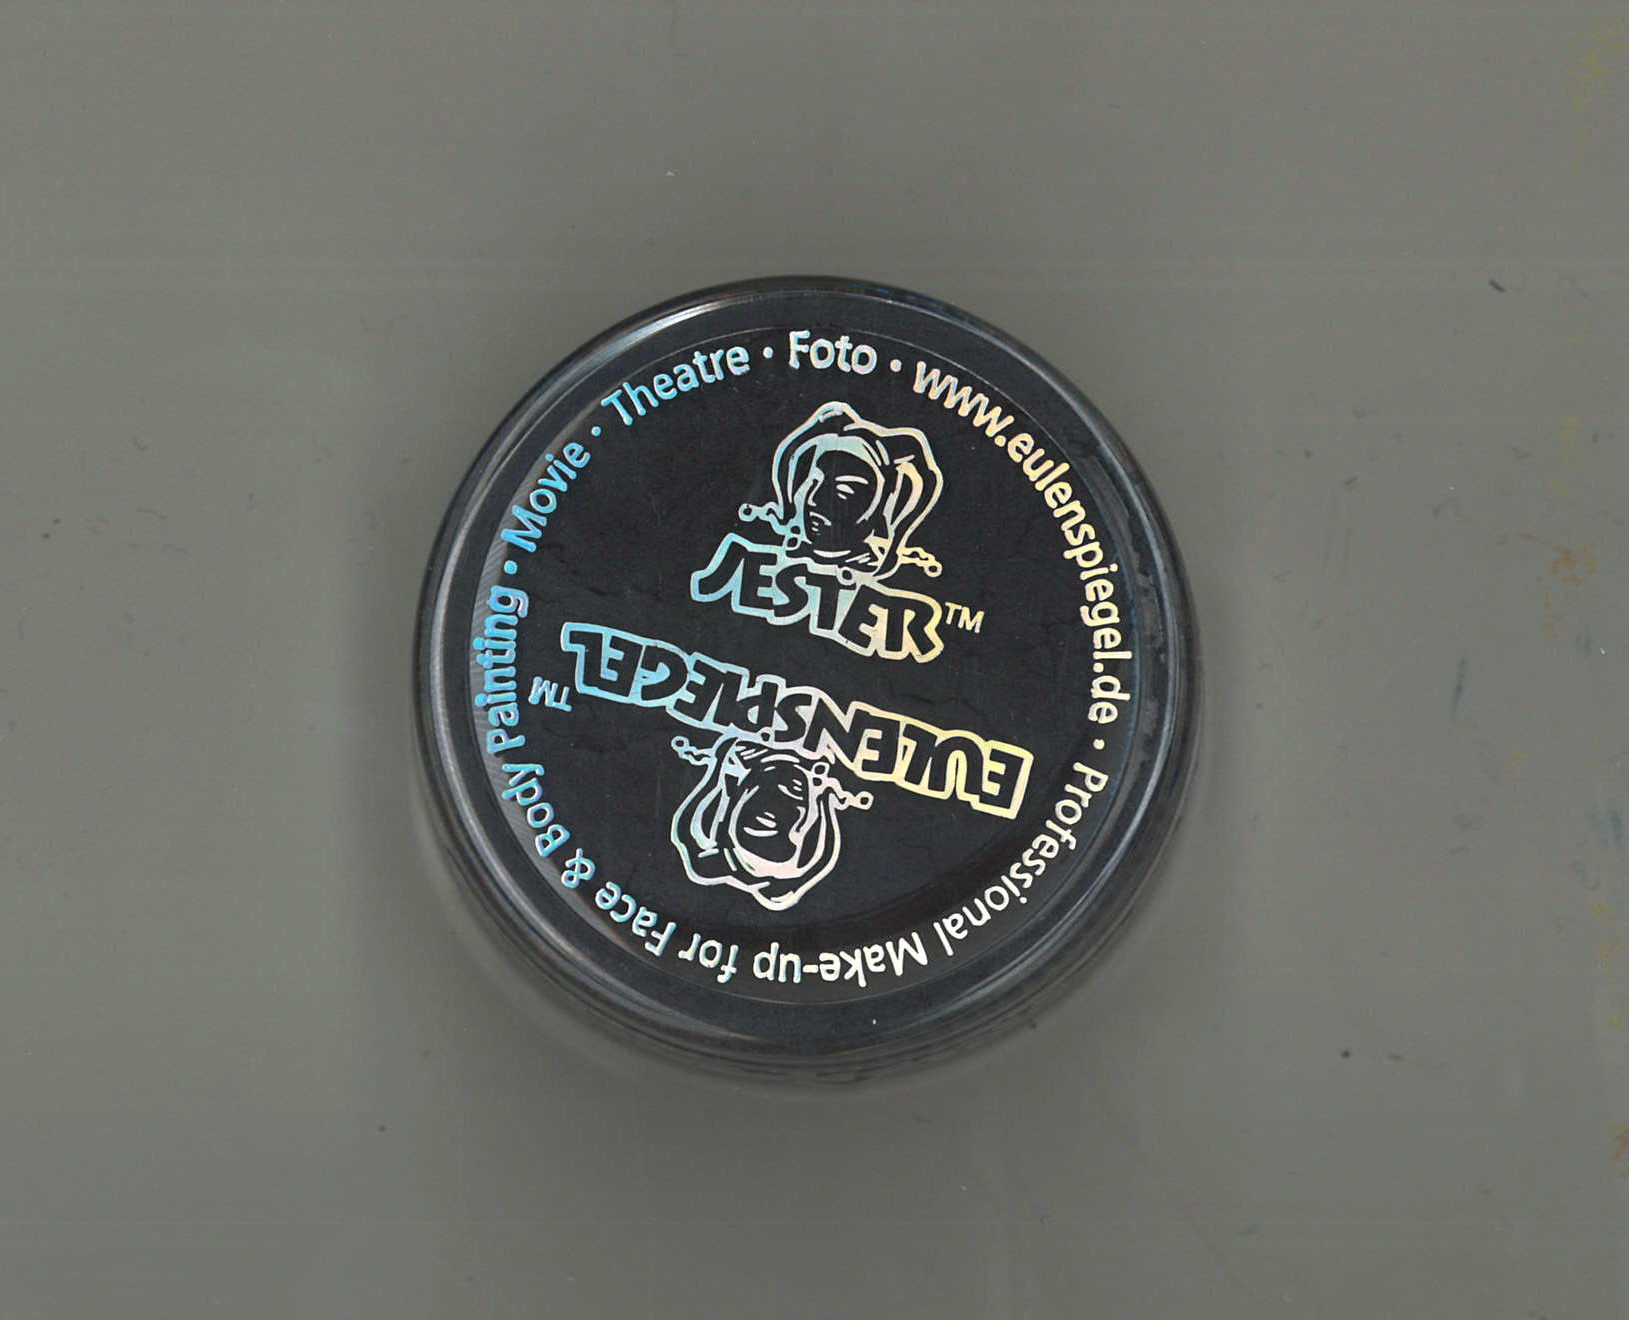 Professional Make-up for Face & Body Painting • Movie • Theatre • Foto • www.eulenspiegel.de •
JESTER™
EULENSPIEGEL™